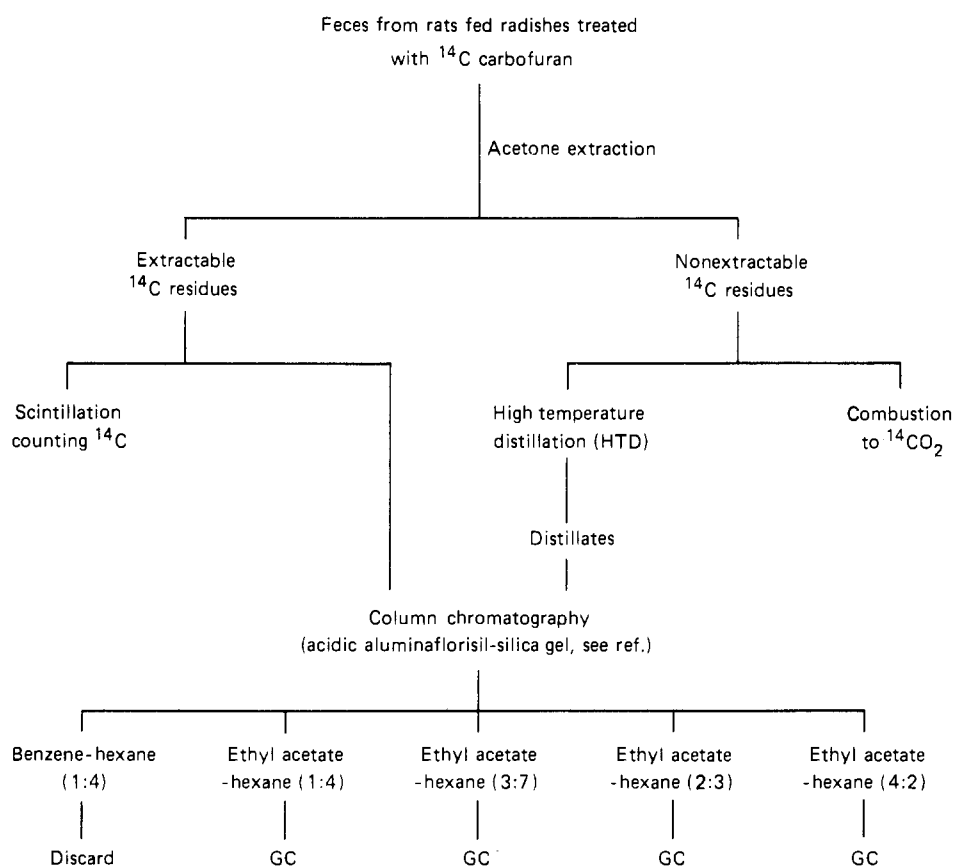 Feces from rats fed radishes treated
with ¹⁴C carbofuran
Acetone extraction
Extractable
¹⁴C residues
Nonextractable
¹⁴C residues
Scintillation
counting ¹⁴C
High temperature
distillation (HTD)
Combustion
to ¹⁴CO₂
Distillates
Column chromatography
(acidic aluminaflorisil-silica gel, see ref.)
Benzene-hexane
(1:4)
Ethyl acetate
-hexane (1:4)
Ethyl acetate
-hexane (3:7)
Ethyl acetate
-hexane (2:3)
Ethyl acetate
-hexane (4:2)
Discard
GC
GC
GC
GC